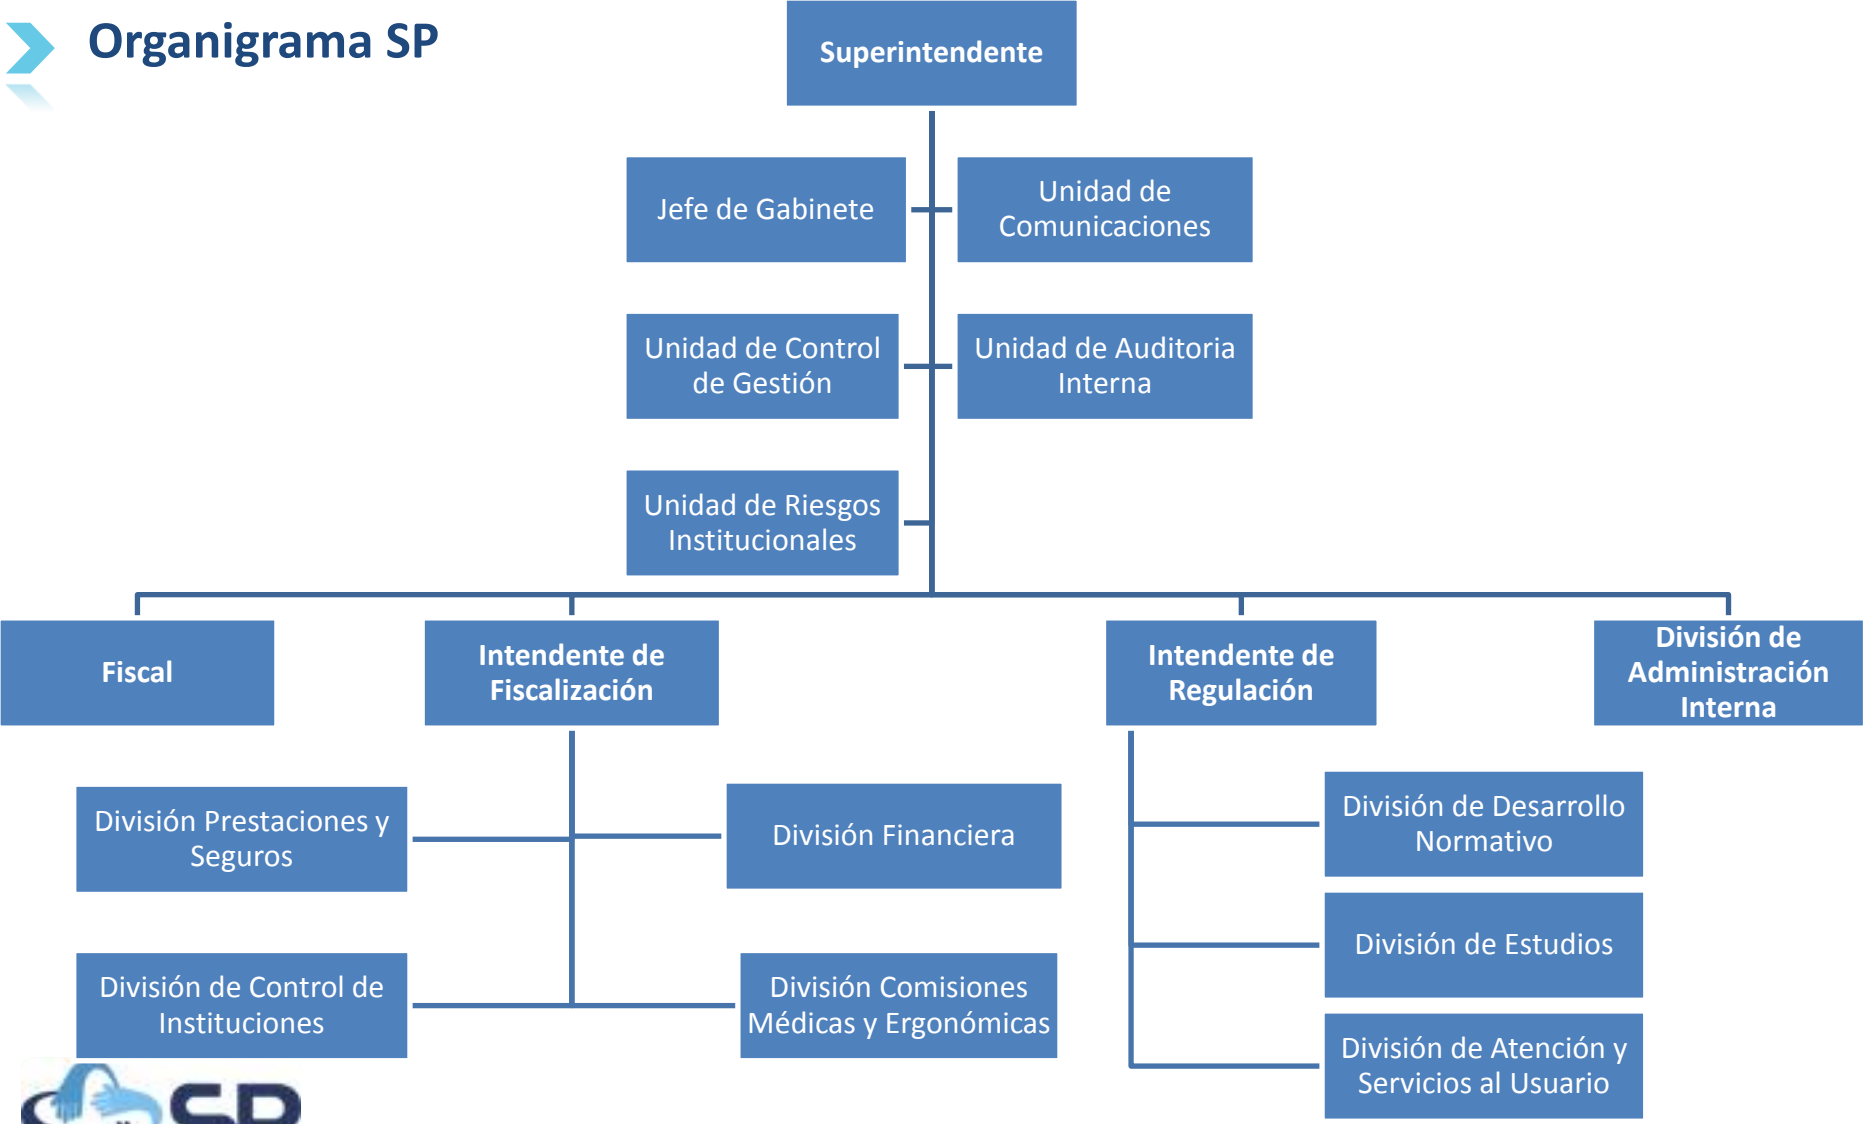 Organigrama SP
Superintendente
Jefe de Gabinete
Unidad de
Comunicaciones
Unidad de Control
de Gestión
Unidad de Auditoria
Interna
Unidad de Riesgos
Institucionales
Fiscal
Intendente de
Fiscalización
Intendente de
Regulación
División de
Administración
Interna
División Prestaciones y
Seguros
División Financiera
División de Control de
Instituciones
División Comisiones
Médicas y Ergonómicas
División de Desarrollo
Normativo
División de Estudios
División de Atención y
Servicios al Usuario
SP